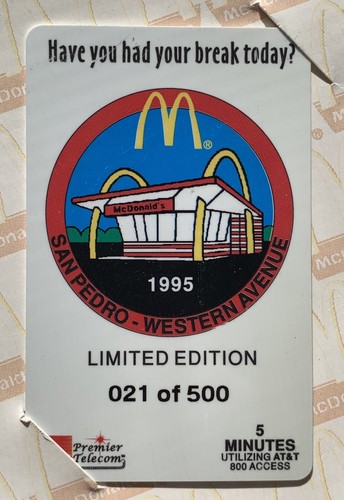 Have you had your break today?
®
McDonald's
1995
SAN PEDRO - WESTERN AVENUE
LIMITED EDITION
021 of 500
Premier
Telecom™
5
MINUTES
UTILIZING AT&T
800 ACCESS